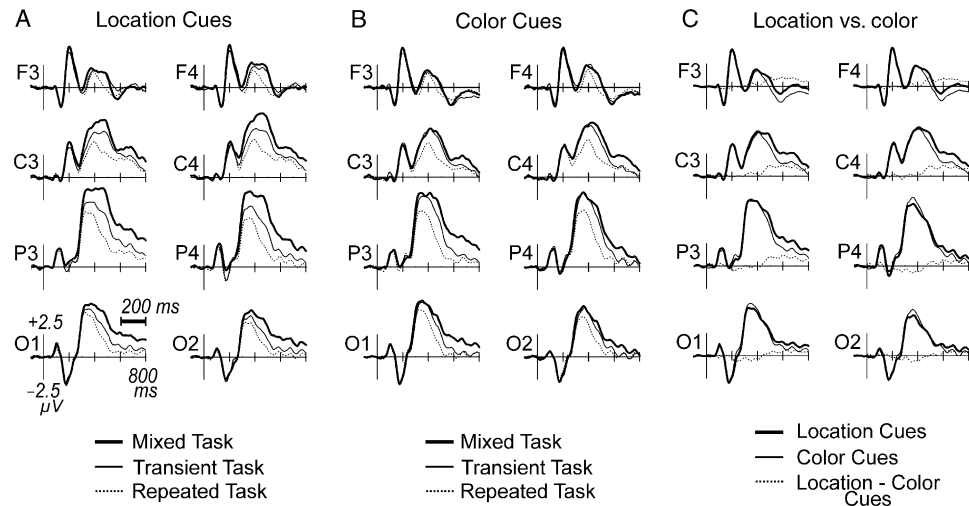 A
Location Cues
B
Color Cues
C
Location vs. color
F3
F4
F3
F4
F3
F4
C3
C4
C3
C4
C3
C4
P3
P4
P3
P4
P3
P4
+2.5
200 ms
O1
O2
O1
O2
O1
O2
−2.5
µV
800
ms
Mixed Task
Transient Task
Repeated Task
Mixed Task
Transient Task
Repeated Task
Location Cues
Color Cues
Location - Color
Cues